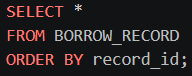 SELECT *
FROM BORROW_RECORD
ORDER BY record_id;